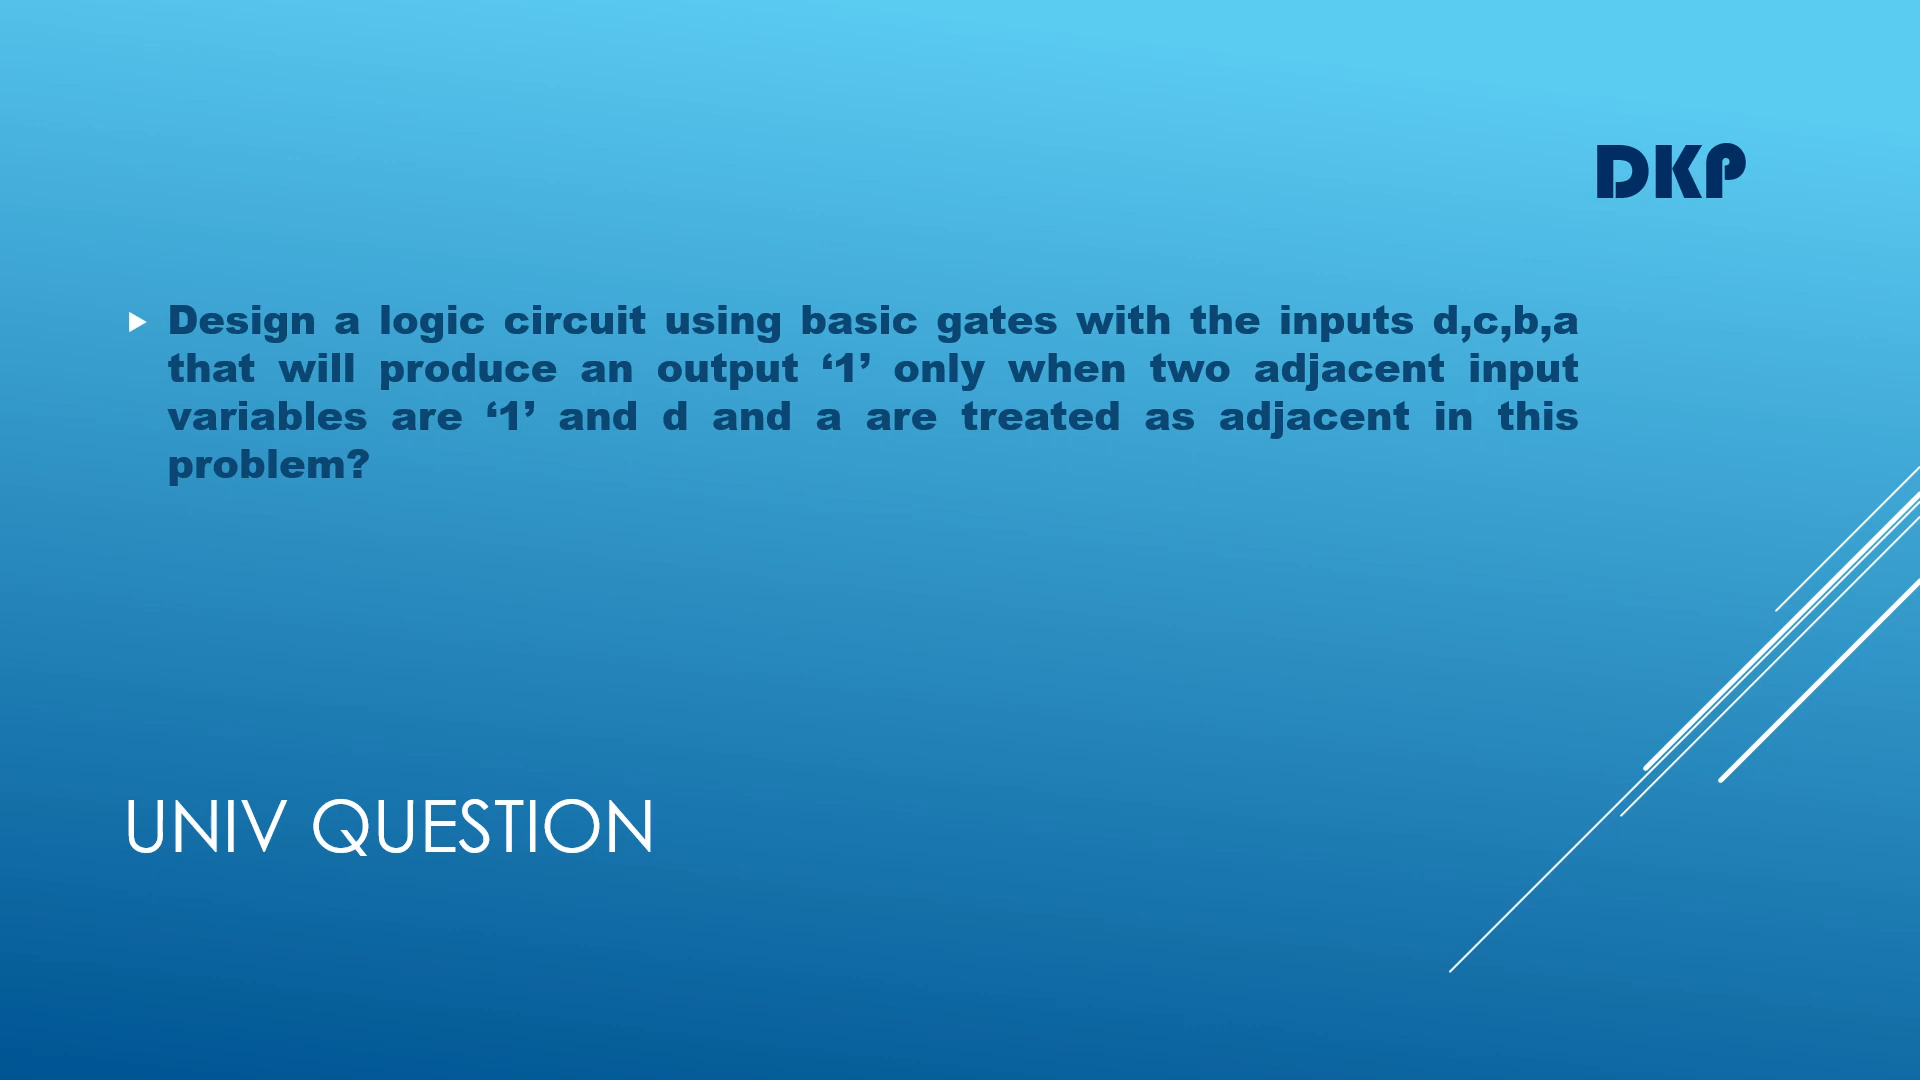 DKP
Design a logic circuit using basic gates with the inputs d,c,b,a
that will produce an output ‘1’ only when two adjacent input
variables are ‘1’ and d and a are treated as adjacent in this
problem?
UNIV QUESTION